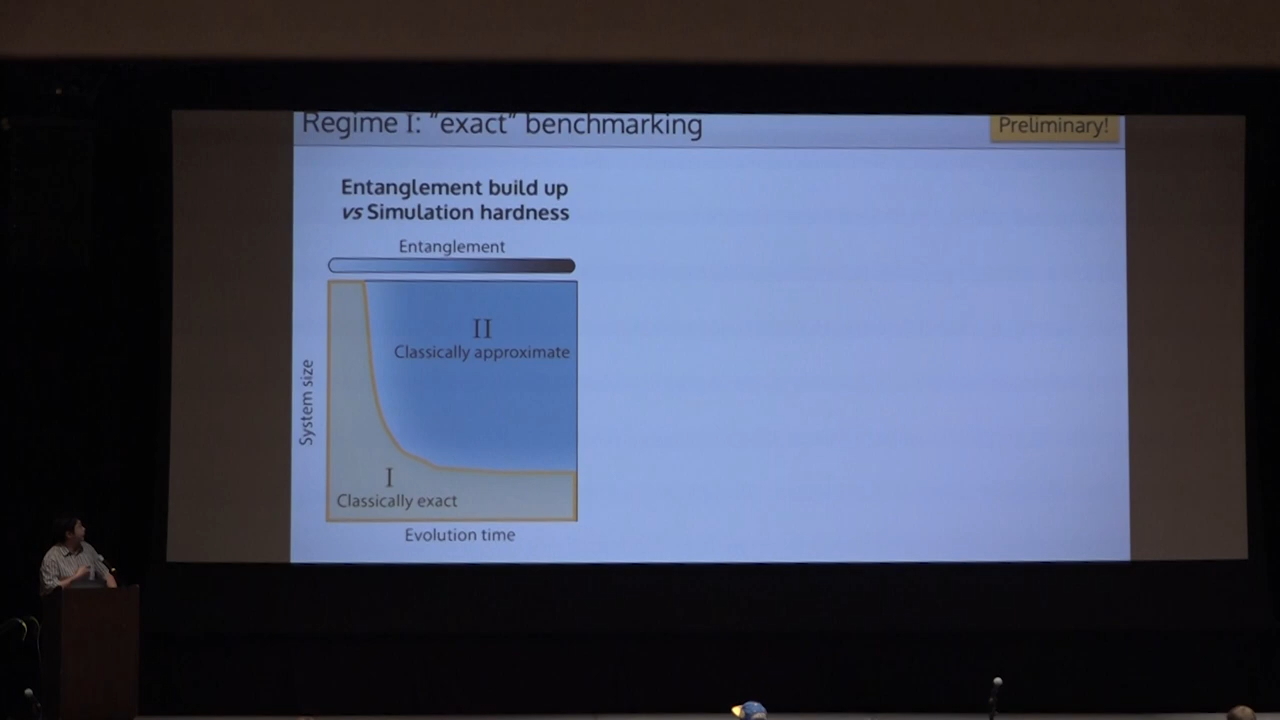 Regime I: "exact" benchmarking
Preliminary!
Entanglement build up
vs Simulation hardness
Entanglement
II
Classically approximate
System size
I
Classically exact
Evolution time